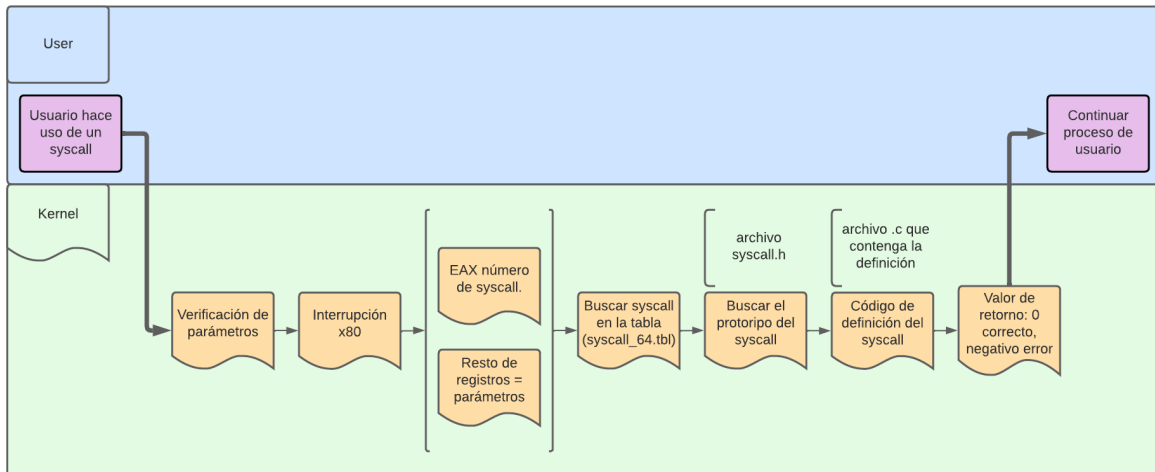 User
Usuario hace
uso de un
syscall
Continuar
proceso de
usuario
Kernel
Verificación de
parámetros
Interrupción
x80
EAX número
de syscall.
Resto de
registros =
parámetros
Buscar syscall
en la tabla
(syscall_64.tbl)
archivo
syscall.h
Buscar el
protoripo del
syscall
archivo .c que
contenga la
definición
Código de
definición del
syscall
Valor de
retorno: 0
correcto,
negativo error